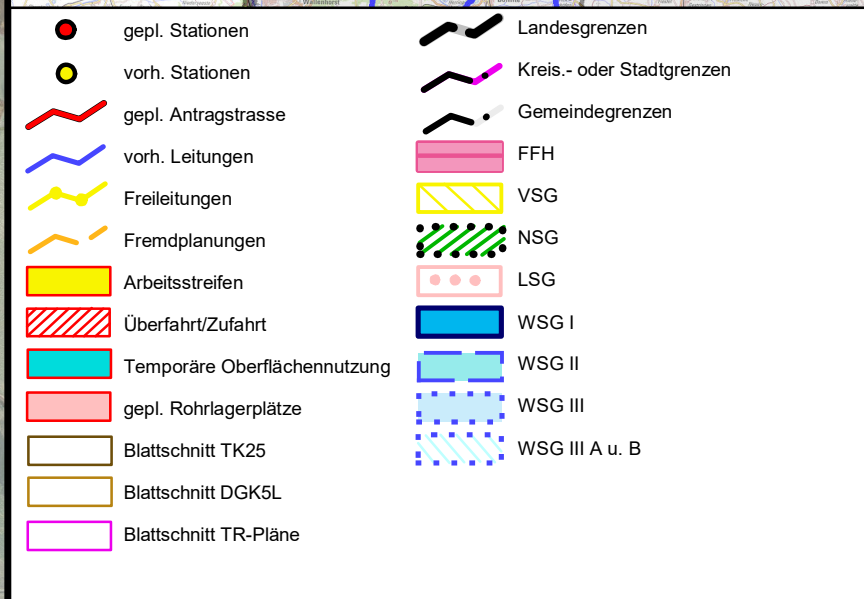 gepl. Stationen
vorh. Stationen
gepl. Antragstrasse
vorh. Leitungen
Freileitungen
Fremdplanungen
Arbeitsstreifen
Überfahrt/Zufahrt
Temporäre Oberflächennutzung
gepl. Rohrlagerplätze
Blattschnitt TK25
Blattschnitt DGK5L
Blattschnitt TR-Pläne
Landesgrenzen
Kreis.- oder Stadtgrenzen
Gemeindegrenzen
FFH
VSG
NSG
LSG
WSG I
WSG II
WSG III
WSG III A u. B